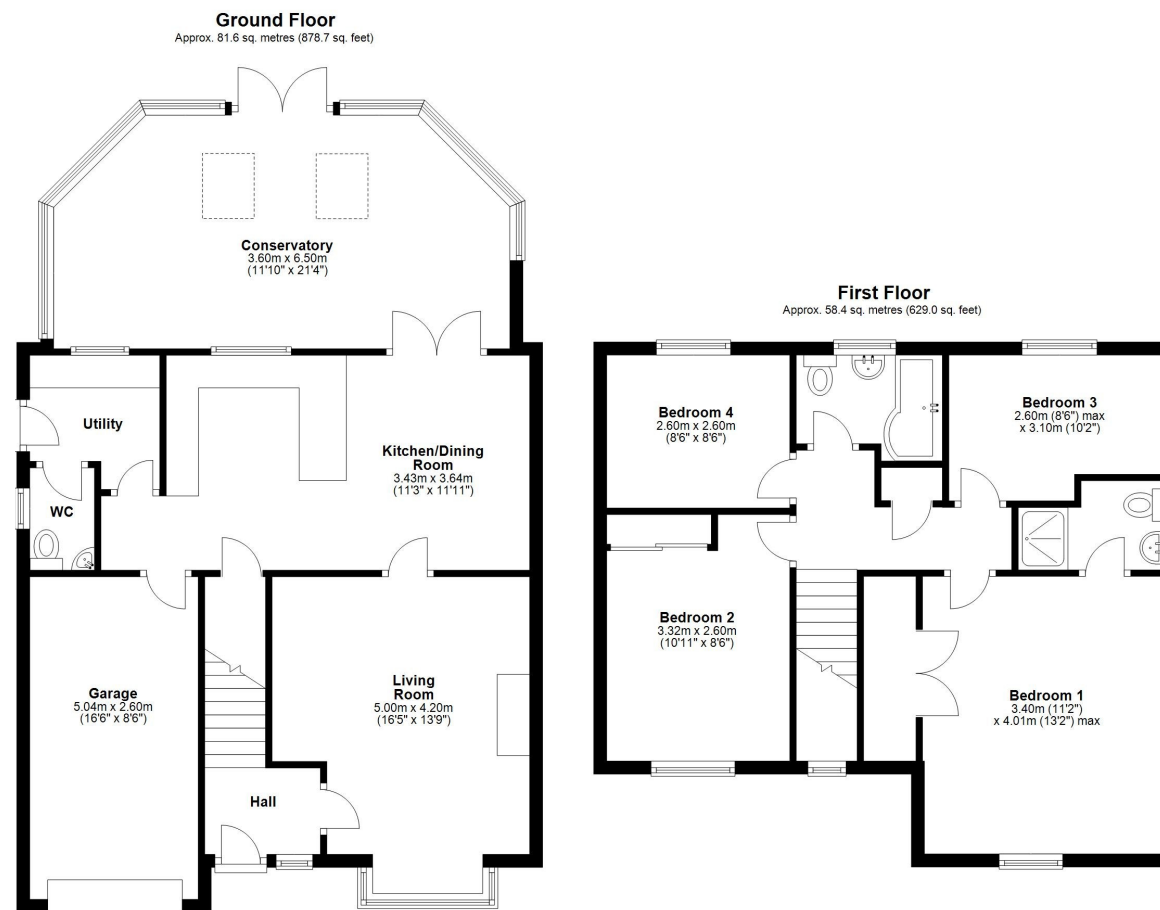 Ground Floor
Approx. 81.6 sq. metres (878.7 sq. feet)
Conservatory
3.60m x 6.50m
(11'10" x 21'4")
Utility
Kitchen/Dining
Room
3.43m x 3.64m
(11'3" x 11'11")
WC
Garage
5.04m x 2.60m
(16'6" x 8'6")
Living
Room
5.00m x 4.20m
(16'5" x 13'9")
Hall
First Floor
Approx. 58.4 sq. metres (629.0 sq. feet)
Bedroom 4
2.60m x 2.60m
(8'6" x 8'6")
Bedroom 3
2.60m (8'6") max
x 3.10m (10'2")
Bedroom 2
3.32m x 2.60m
(10'11" x 8'6")
Bedroom 1
3.40m (11'2")
x 4.01m (13'2") max